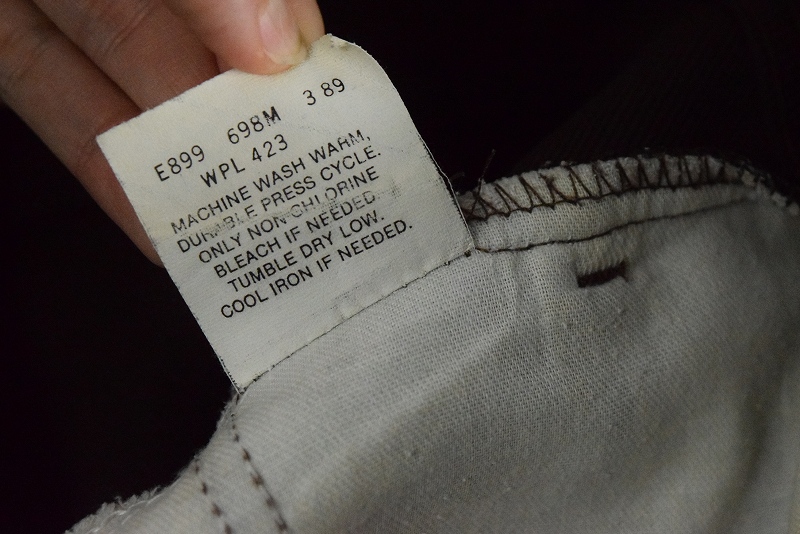 E899 698M 3 89
WPL 423
MACHINE WASH WARM,
DURABLE PRESS CYCLE.
ONLY NON-CHLORINE
BLEACH IF NEEDED.
TUMBLE DRY LOW.
COOL IRON IF NEEDED.